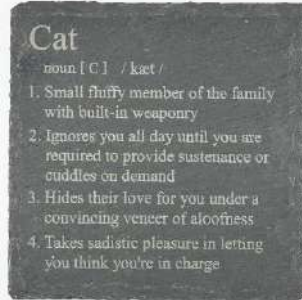 Cat
noun [ C ] / kæt /
1. Small fluffy member of the family
with built-in weaponry
2. Ignores you all day until you are
required to provide sustenance or
cuddles on demand
3. Hides their love for you under a
convincing veneer of aloofness
4. Takes sadistic pleasure in letting
you think you're in charge